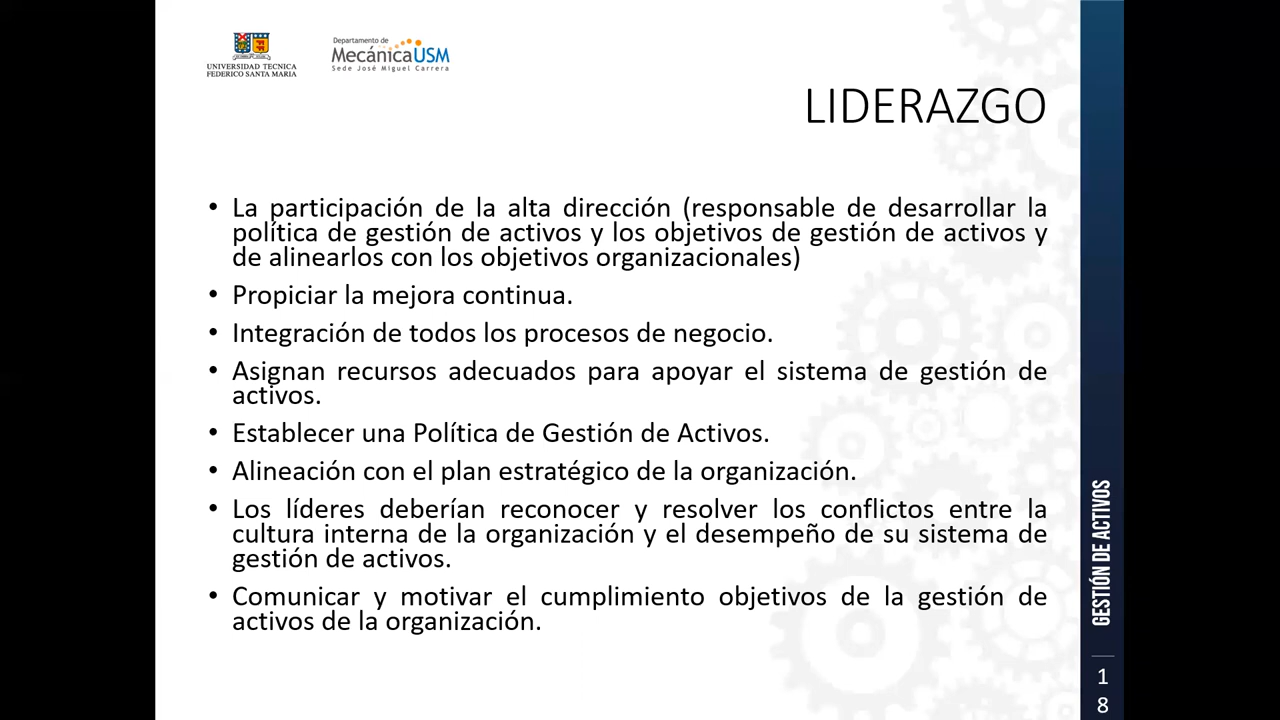 UNIVERSIDAD TECNICA
FEDERICO SANTA MARIA
Departamento de
MecánicaUSM
Sede José Miguel Carrera
LIDERAZGO
• La participación de la alta dirección (responsable de desarrollar la
política de gestión de activos y los objetivos de gestión de activos y
de alinearlos con los objetivos organizacionales)
• Propiciar la mejora continua.
• Integración de todos los procesos de negocio.
• Asignan recursos adecuados para apoyar el sistema de gestión de
activos.
• Establecer una Política de Gestión de Activos.
• Alineación con el plan estratégico de la organización.
• Los líderes deberían reconocer y resolver los conflictos entre la
cultura interna de la organización y el desempeño de su sistema de
gestión de activos.
• Comunicar y motivar el cumplimiento objetivos de la gestión de
activos de la organización.
GESTIÓN DE ACTIVOS
1
8